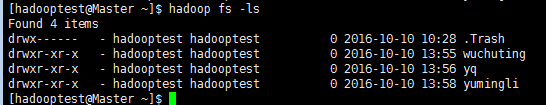 [hadooptest@Master ~]$ hadoop fs -ls
Found 4 items
drwx------   - hadooptest hadooptest          0 2016-10-10 10:28 .Trash
drwxr-xr-x   - hadooptest hadooptest          0 2016-10-10 13:56 wuchuting
drwxr-xr-x   - hadooptest hadooptest          0 2016-10-10 13:56 yq
drwxr-xr-x   - hadooptest hadooptest          0 2016-10-10 13:58 yumingli
[hadooptest@Master ~]$